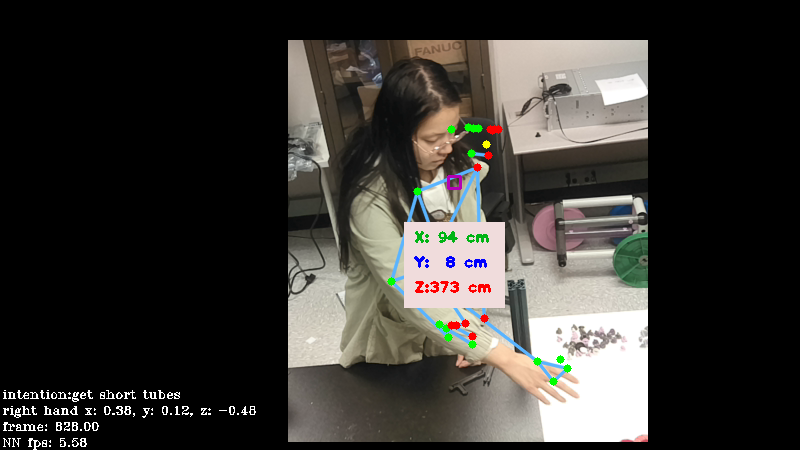 FANUC
X: 94 cm
Y: 8 cm
Z:373 cm
intention:get short tubes
right hand x: 0.38, y: 0.12, z: -0.48
frame: 828.00
NN fps: 5.58